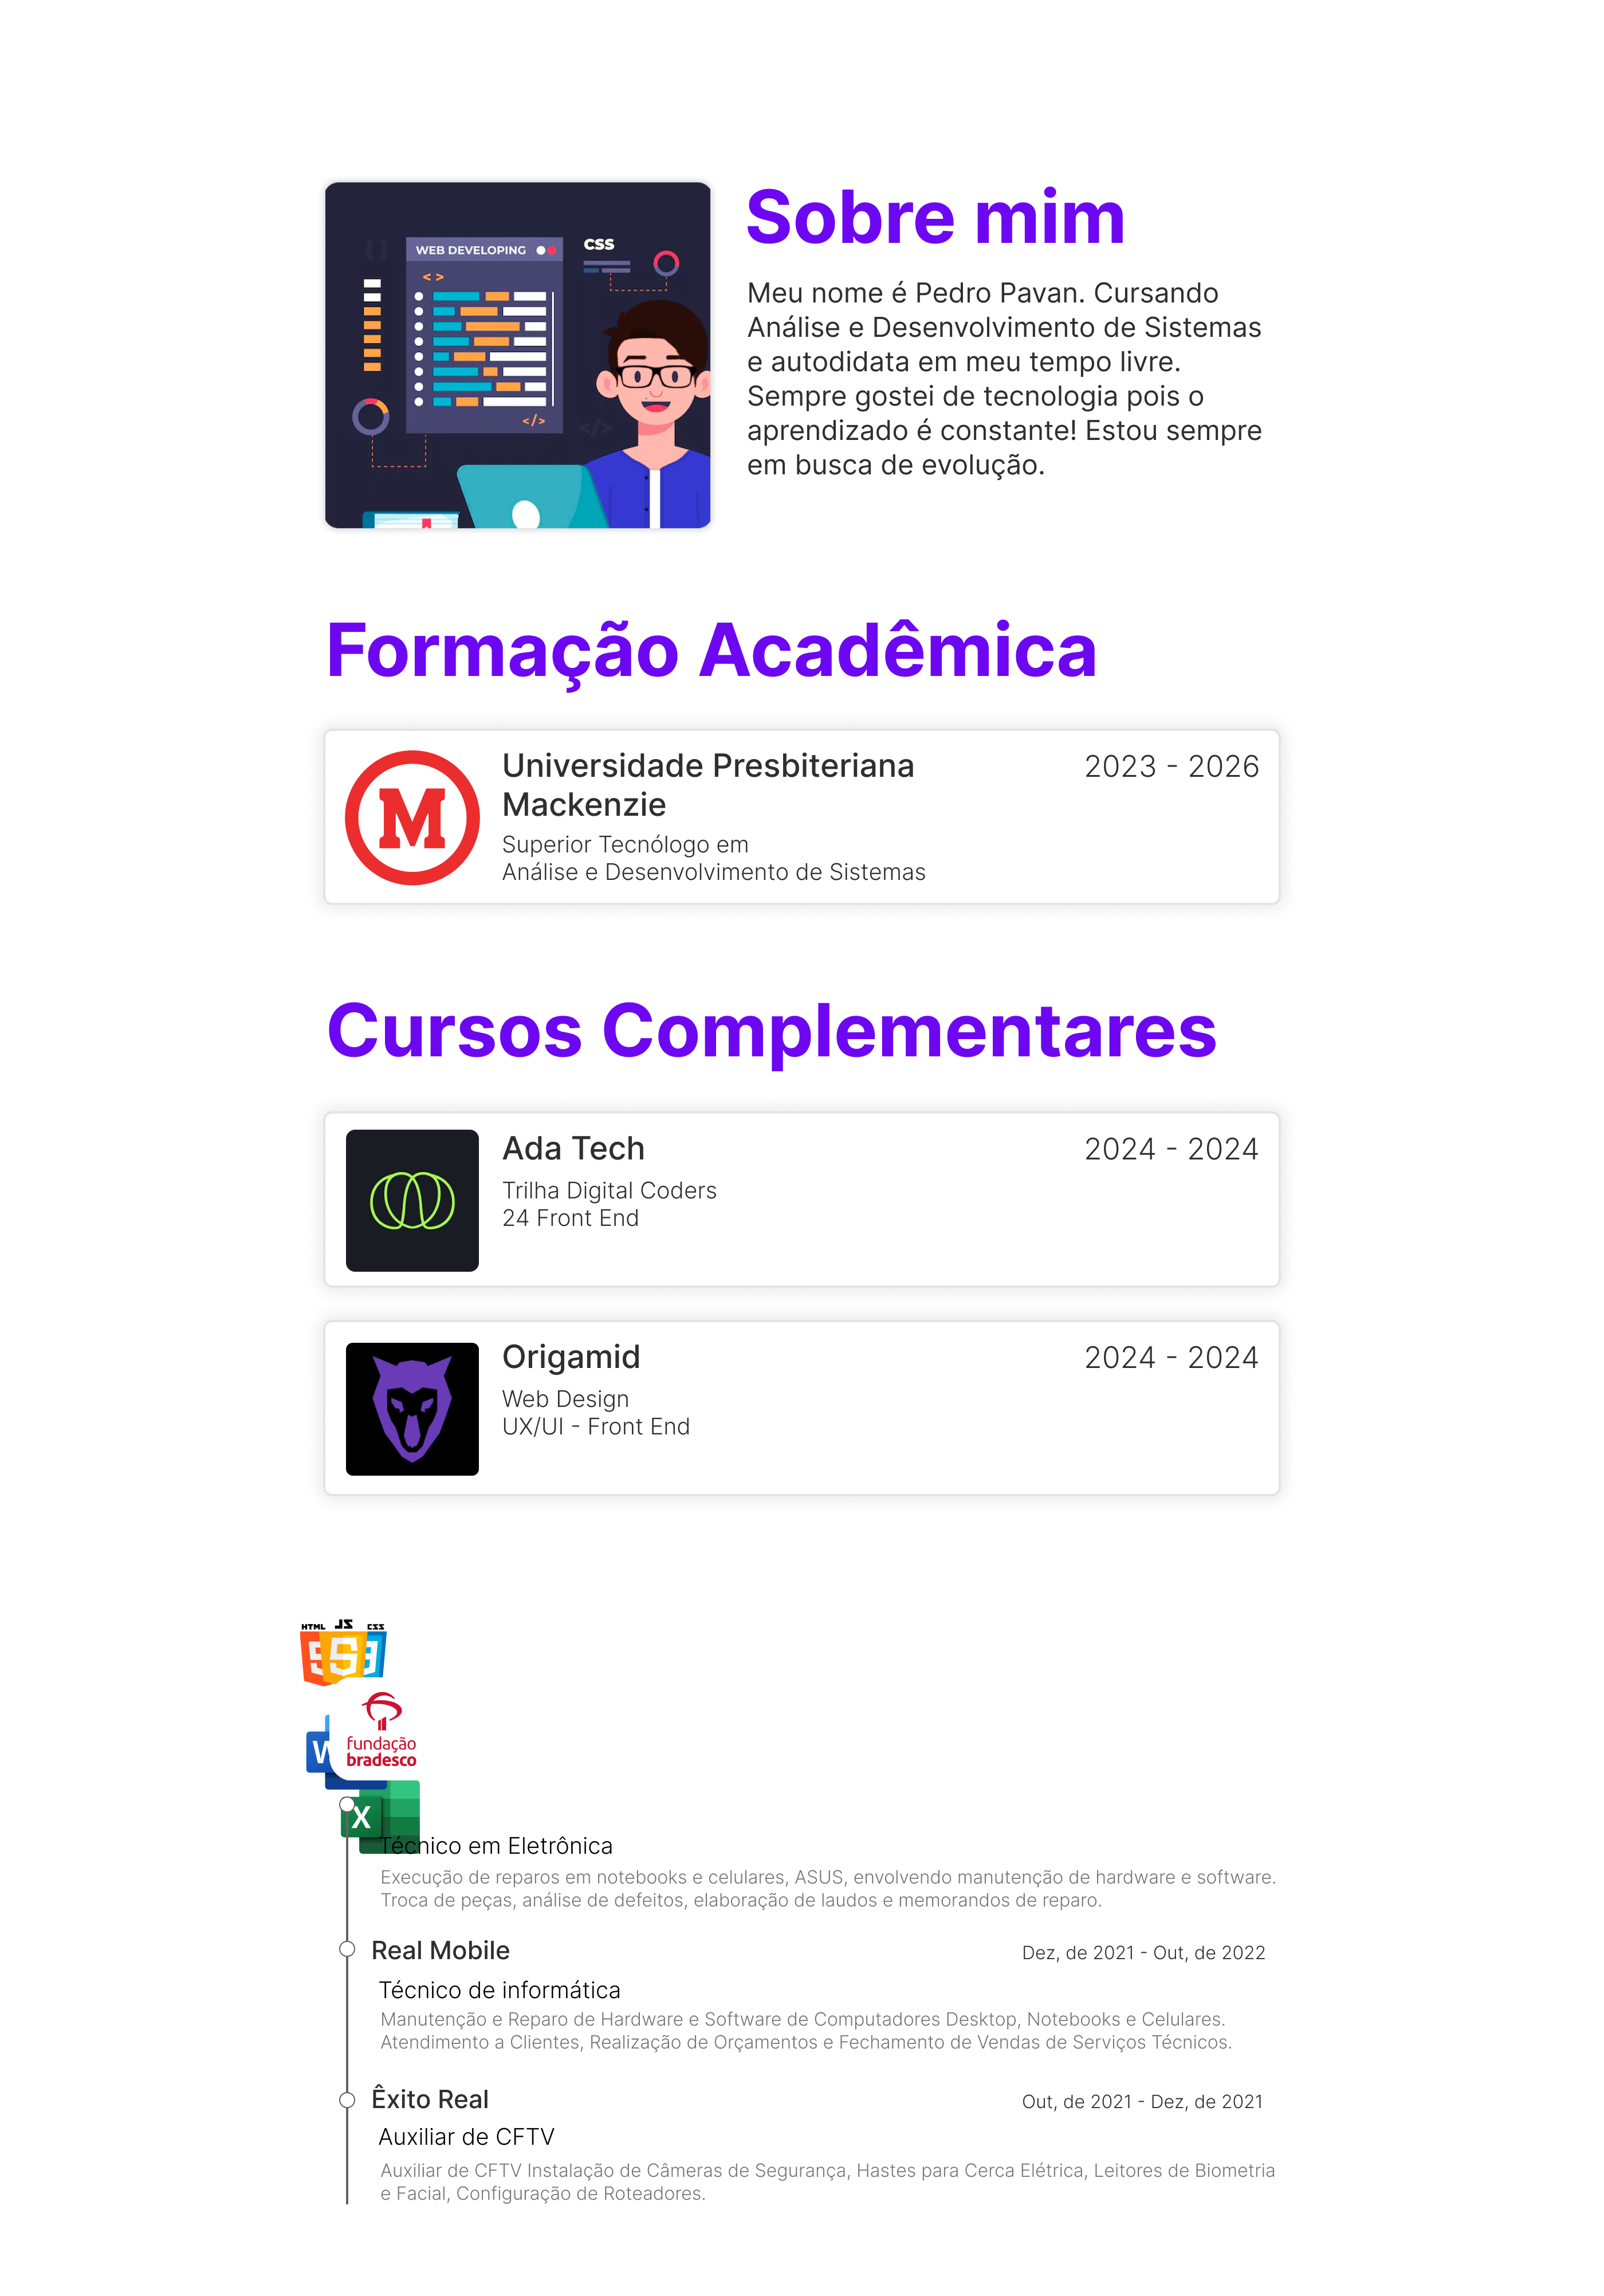 WEB DEVELOPING
CSS
< >
</>
{ }
</>
Sobre mim
Meu nome é Pedro Pavan. Cursando
Análise e Desenvolvimento de Sistemas
e autodidata em meu tempo livre.
Sempre gostei de tecnologia pois o
aprendizado é constante! Estou sempre
em busca de evolução.
Formação Acadêmica
M
Universidade Presbiteriana
Mackenzie
2023 - 2026
Superior Tecnólogo em
Análise e Desenvolvimento de Sistemas
Cursos Complementares
Ada Tech
2024 - 2024
Trilha Digital Coders
24 Front End
Origamid
2024 - 2024
Web Design
UX/UI - Front End
HTML JS CSS
W
fundação
bradesco
X
Técnico em Eletrônica
Execução de reparos em notebooks e celulares, ASUS, envolvendo manutenção de hardware e software.
Troca de peças, análise de defeitos, elaboração de laudos e memorandos de reparo.
Real Mobile
Dez, de 2021 - Out, de 2022
Técnico de informática
Manutenção e Reparo de Hardware e Software de Computadores Desktop, Notebooks e Celulares.
Atendimento a Clientes, Realização de Orçamentos e Fechamento de Vendas de Serviços Técnicos.
Êxito Real
Out, de 2021 - Dez, de 2021
Auxiliar de CFTV
Auxiliar de CFTV Instalação de Câmeras de Segurança, Hastes para Cerca Elétrica, Leitores de Biometria
e Facial, Configuração de Roteadores.